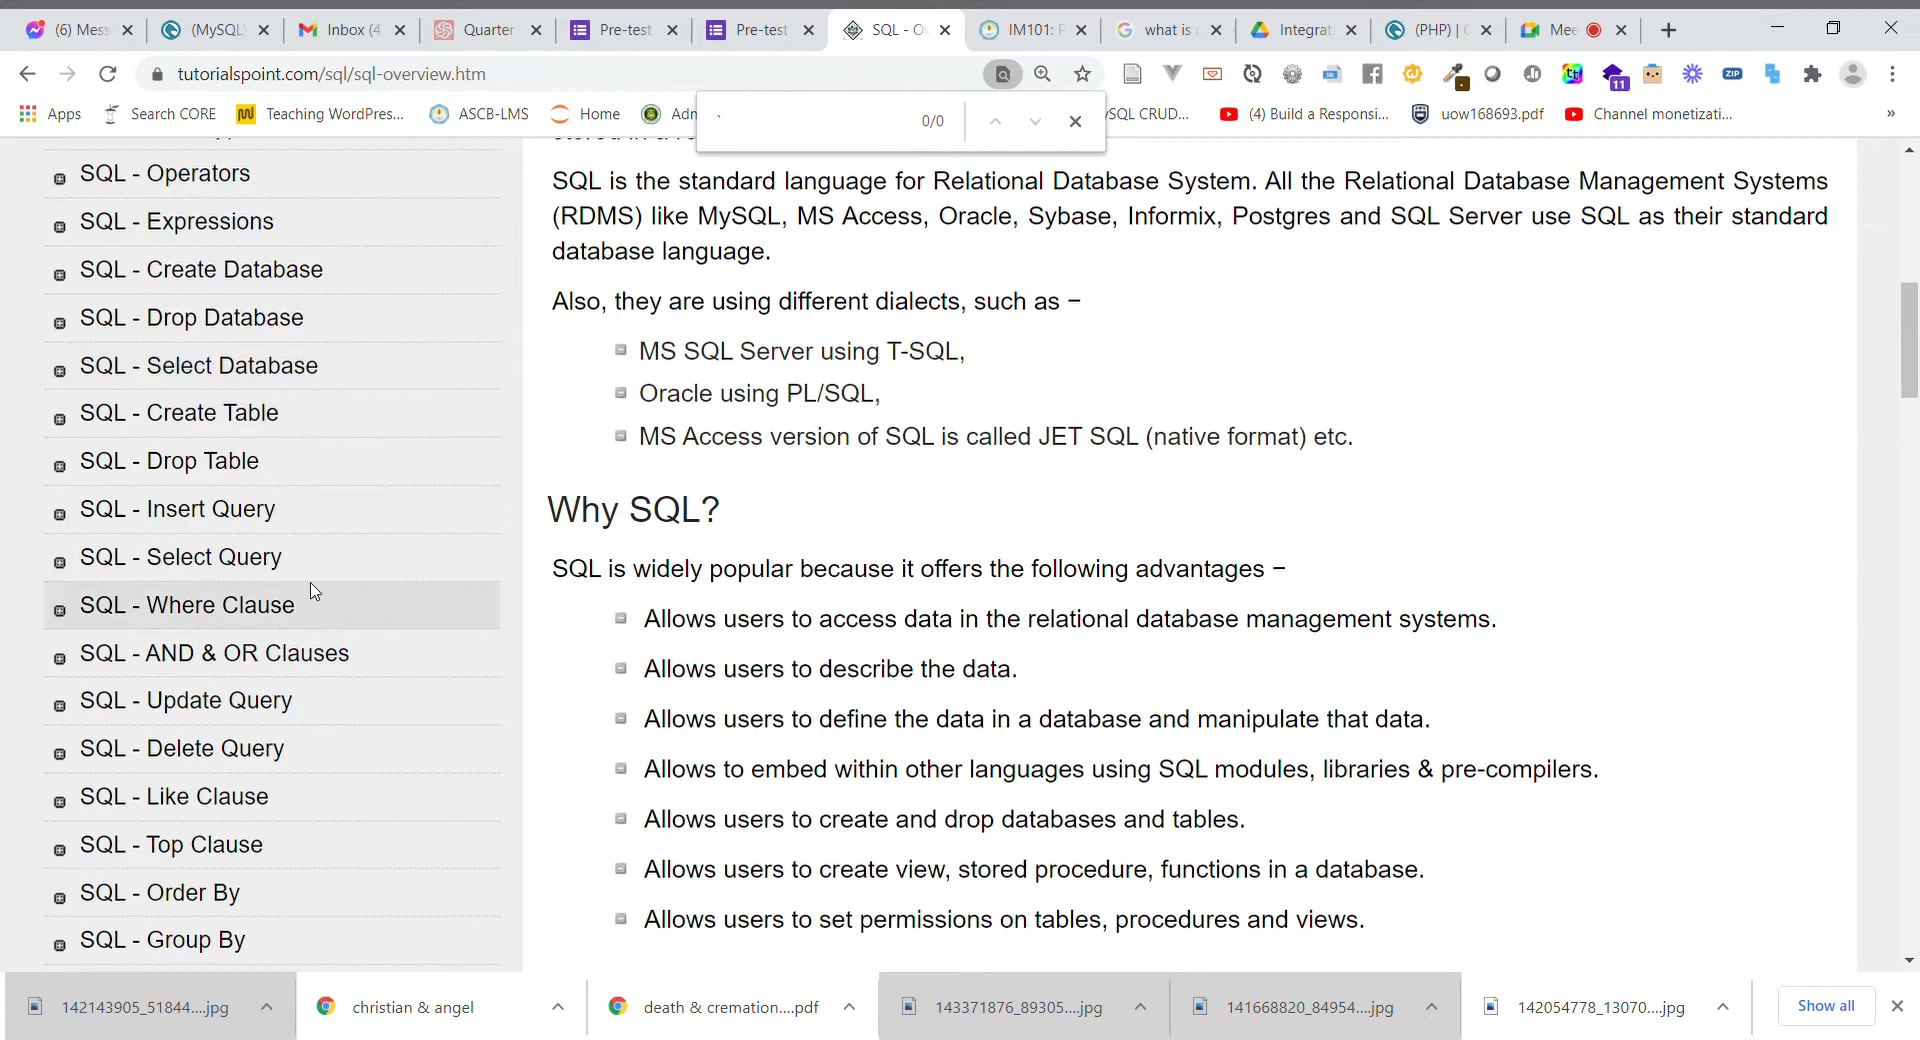 (6) Mess
(MySQL)
Inbox (4
Quarter
Pre-test
Pre-test
SQL - O
IM101: F
what is
Integrat
(PHP) | C
Mee
tutorialspoint.com/sql/sql-overview.htm
11
ZIP
Apps
Search CORE
Teaching WordPres...
ASCB-LMS
Home
Adn
ySQL CRUD...
(4) Build a Responsi...
uow168693.pdf
Channel monetizati...
»
` 0/0
SQL - Operators
SQL - Expressions
SQL - Create Database
SQL - Drop Database
SQL - Select Database
SQL - Create Table
SQL - Drop Table
SQL - Insert Query
SQL - Select Query
SQL - Where Clause
SQL - AND & OR Clauses
SQL - Update Query
SQL - Delete Query
SQL - Like Clause
SQL - Top Clause
SQL - Order By
SQL - Group By
SQL is the standard language for Relational Database System. All the Relational Database Management Systems
(RDMS) like MySQL, MS Access, Oracle, Sybase, Informix, Postgres and SQL Server use SQL as their standard
database language.
Also, they are using different dialects, such as −
MS SQL Server using T-SQL,
Oracle using PL/SQL,
MS Access version of SQL is called JET SQL (native format) etc.
Why SQL?
SQL is widely popular because it offers the following advantages −
Allows users to access data in the relational database management systems.
Allows users to describe the data.
Allows users to define the data in a database and manipulate that data.
Allows to embed within other languages using SQL modules, libraries & pre-compilers.
Allows users to create and drop databases and tables.
Allows users to create view, stored procedure, functions in a database.
Allows users to set permissions on tables, procedures and views.
142143905_51844....jpg
christian & angel
death & cremation....pdf
143371876_89305....jpg
141668820_84954....jpg
142054778_13070....jpg
Show all